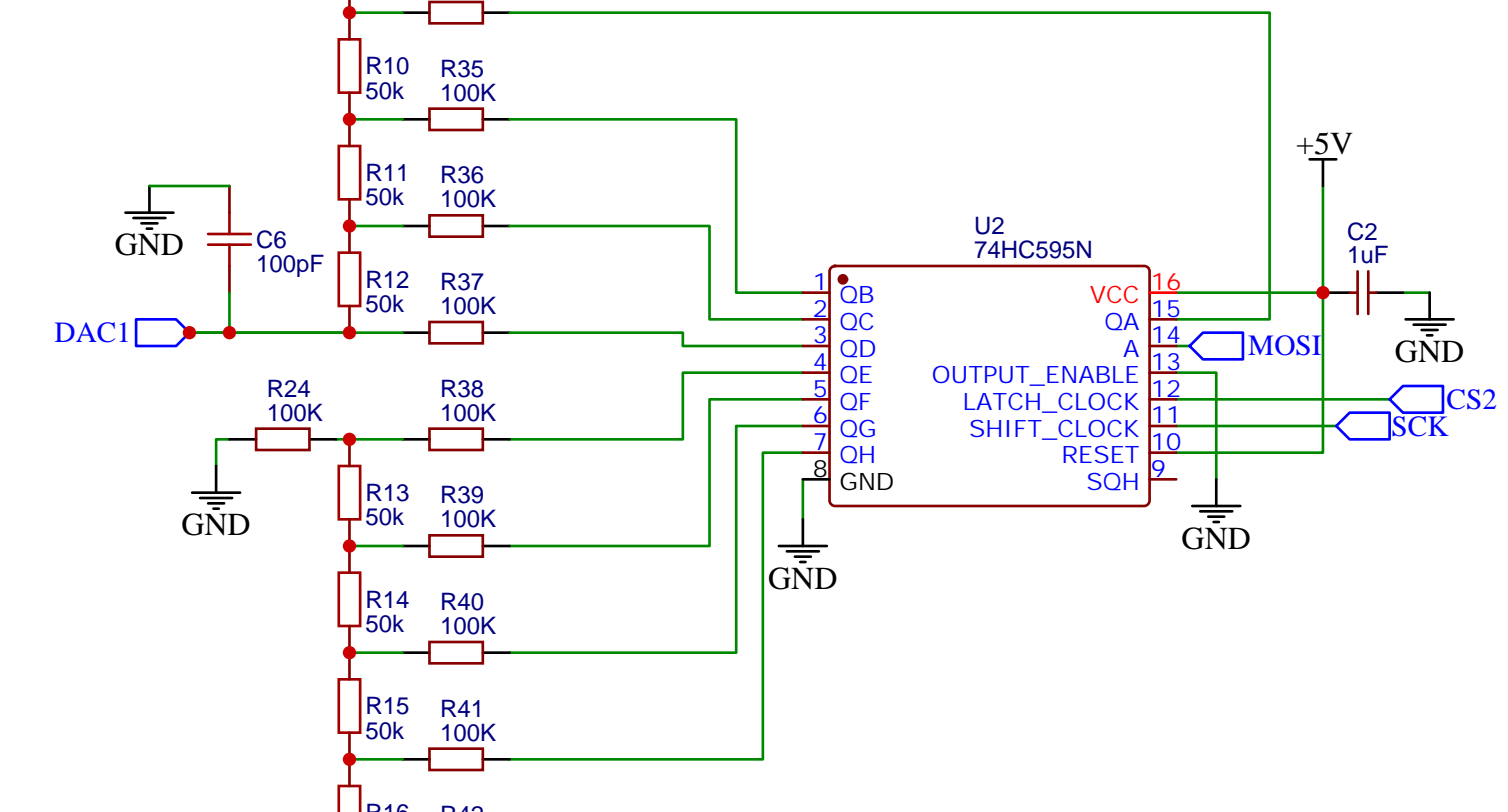 R10
50k
R35
100K
R11
50k
R36
100K
GND
C6
100pF
R12
50k
R37
100K
DAC1
R24
100K
R38
100K
GND
R13
50k
R39
100K
R14
50k
R40
100K
R15
50k
R41
100K
R16
R42
U2
74HC595N
1
QB
2
QC
3
QD
4
QE
5
QF
6
QG
7
QH
8
GND
GND
VCC
16
QA
15
A
14
MOSI
OUTPUT_ENABLE
13
LATCH_CLOCK
12
CS2
SHIFT_CLOCK
11
SCK
RESET
10
SQH
9
GND
+5V
C2
1uF
GND